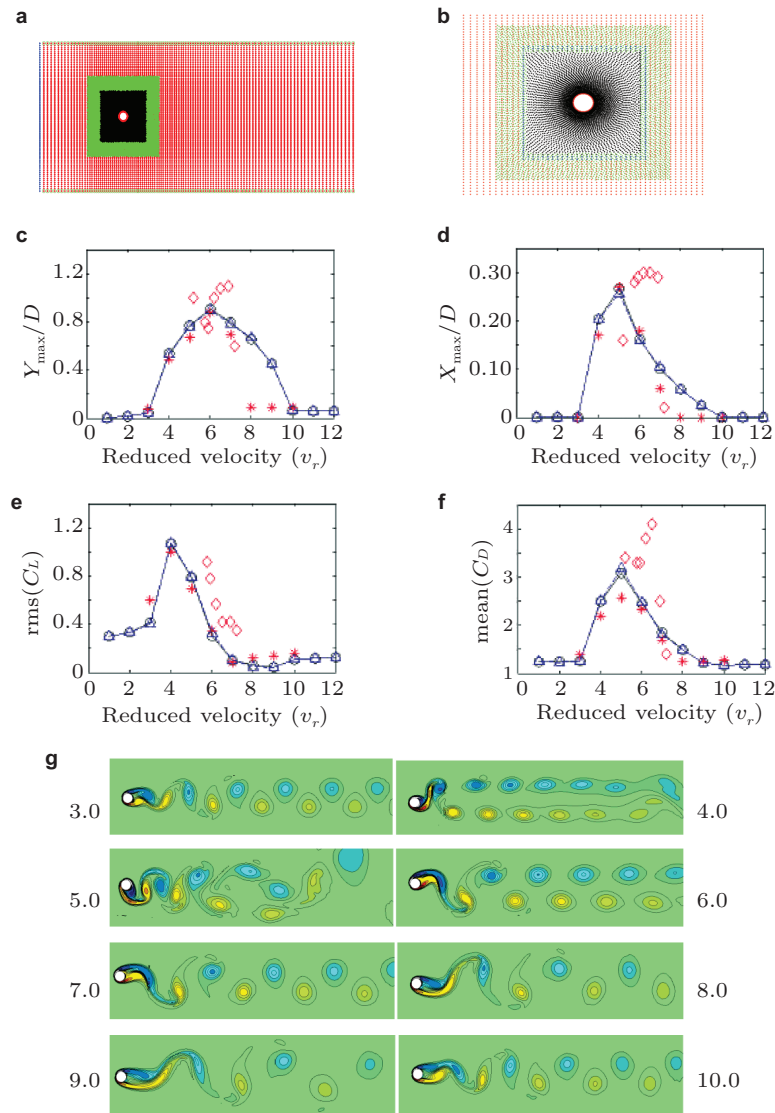 a
b
c
1.2
0.8
0.4
0
Y_max/D
0 2 4 6 8 10 12
Reduced velocity (v_r)
d
0.30
0.20
0.10
0
X_max/D
0 2 4 6 8 10 12
Reduced velocity (v_r)
e
1.2
0.8
0.4
0
rms(C_L)
0 2 4 6 8 10 12
Reduced velocity (v_r)
f
4
3
2
1
mean(C_D)
0 2 4 6 8 10 12
Reduced velocity (v_r)
g
3.0
4.0
5.0
6.0
7.0
8.0
9.0
10.0